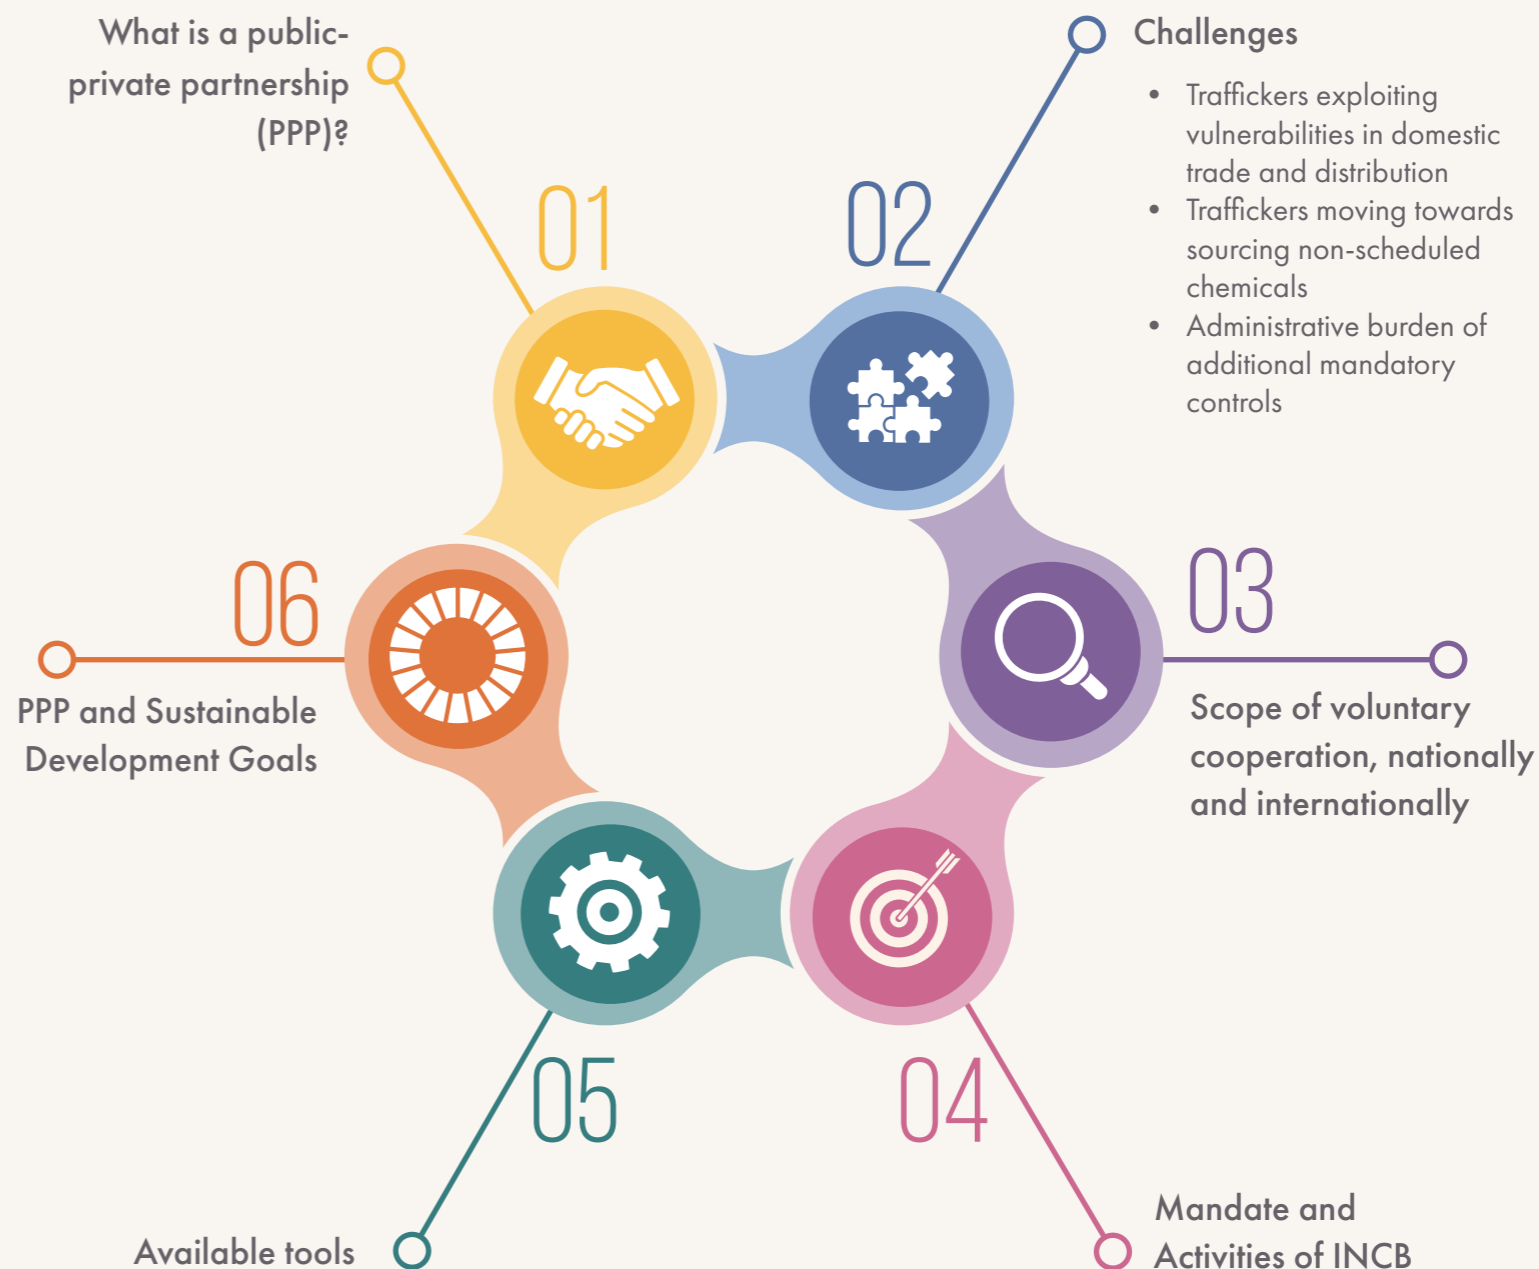 What is a public-
private partnership
(PPP)?
01
02
Challenges
• Traffickers exploiting
vulnerabilities in domestic
trade and distribution
• Traffickers moving towards
sourcing non-scheduled
chemicals
• Administrative burden of
additional mandatory
controls
03
Scope of voluntary
cooperation, nationally
and internationally
04
Mandate and
Activities of INCB
05
Available tools
06
PPP and Sustainable
Development Goals